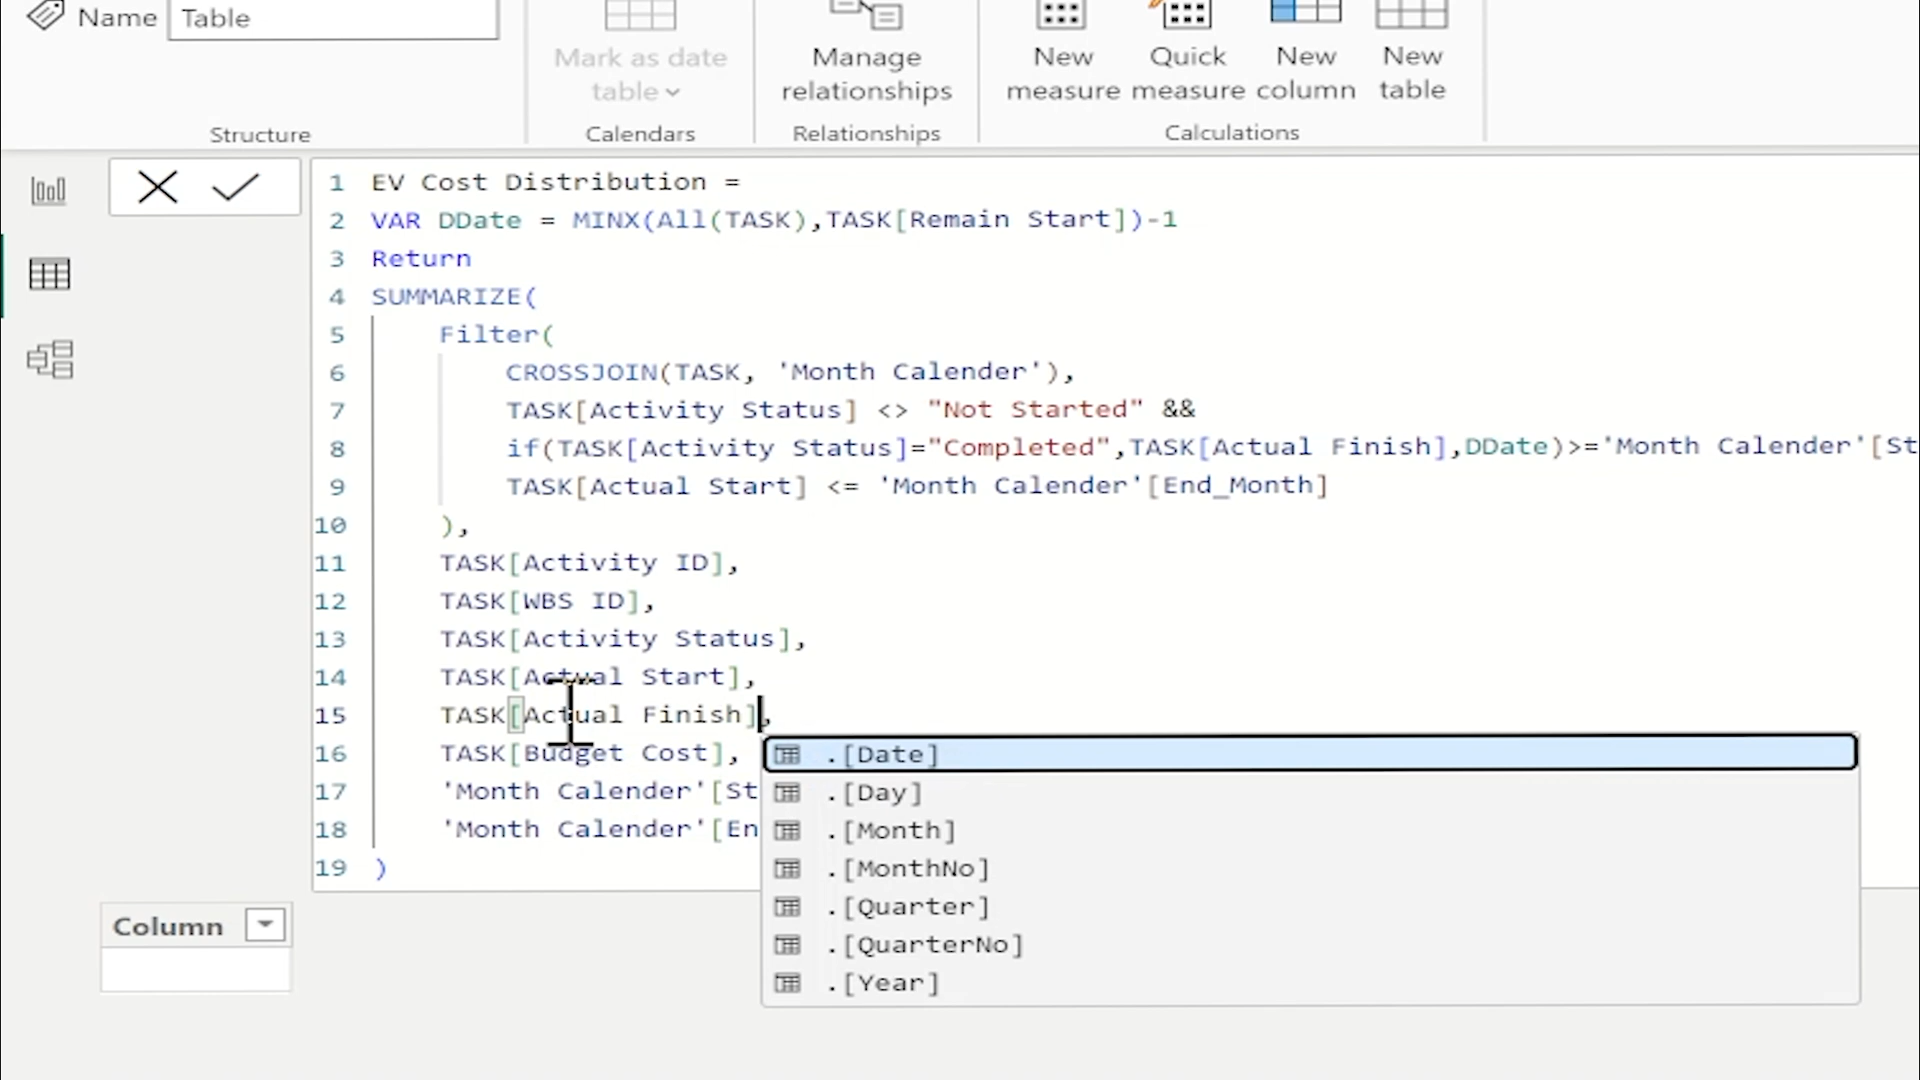 Name Table
Mark as date
table
Manage
relationships
New
measure
Quick
measure
New
column
New
table
Structure
Calendars
Relationships
Calculations
1 EV Cost Distribution =
2 VAR DDate = MINX(All(TASK),TASK[Remain Start])-1
3 Return
4 SUMMARIZE(
5 Filter(
6 CROSSJOIN(TASK, 'Month Calender'),
7 TASK[Activity Status] <> "Not Started" &&
8 if(TASK[Activity Status]="Completed",TASK[Actual Finish],DDate)>='Month Calender'[St
9 TASK[Actual Start] <= 'Month Calender'[End_Month]
10 ),
11 TASK[Activity ID],
12 TASK[WBS ID],
13 TASK[Activity Status],
14 TASK[Actual Start],
15 TASK[Actual Finish],
16 TASK[Budget Cost],
17 'Month Calender'[St
18 'Month Calender'[En
19 )
.[Date]
.[Day]
.[Month]
.[MonthNo]
.[Quarter]
.[QuarterNo]
.[Year]
Column